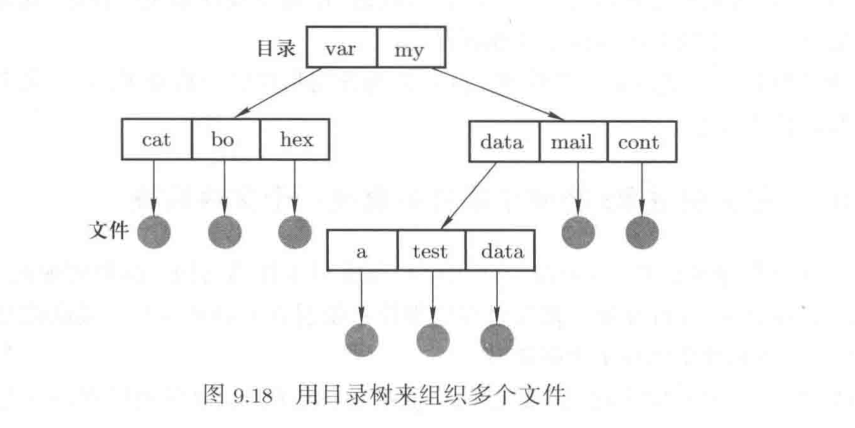 目录 var my
cat bo hex
data mail cont
文件
a test data
图 9.18 用目录树来组织多个文件